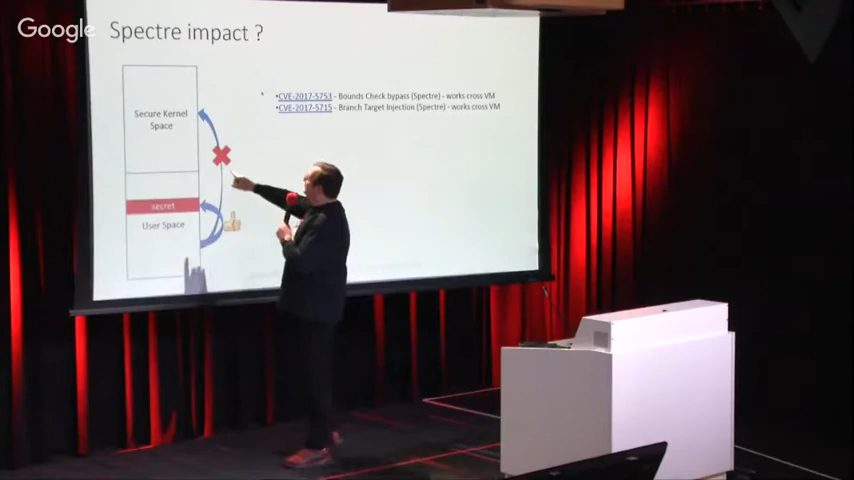 Google
Spectre impact ?
•CVE-2017-5753 - Bounds Check bypass (Spectre) - works cross VM
•CVE-2017-5715 - Branch Target Injection (Spectre) - works cross VM
Secure Kernel
Space
secret
User Space